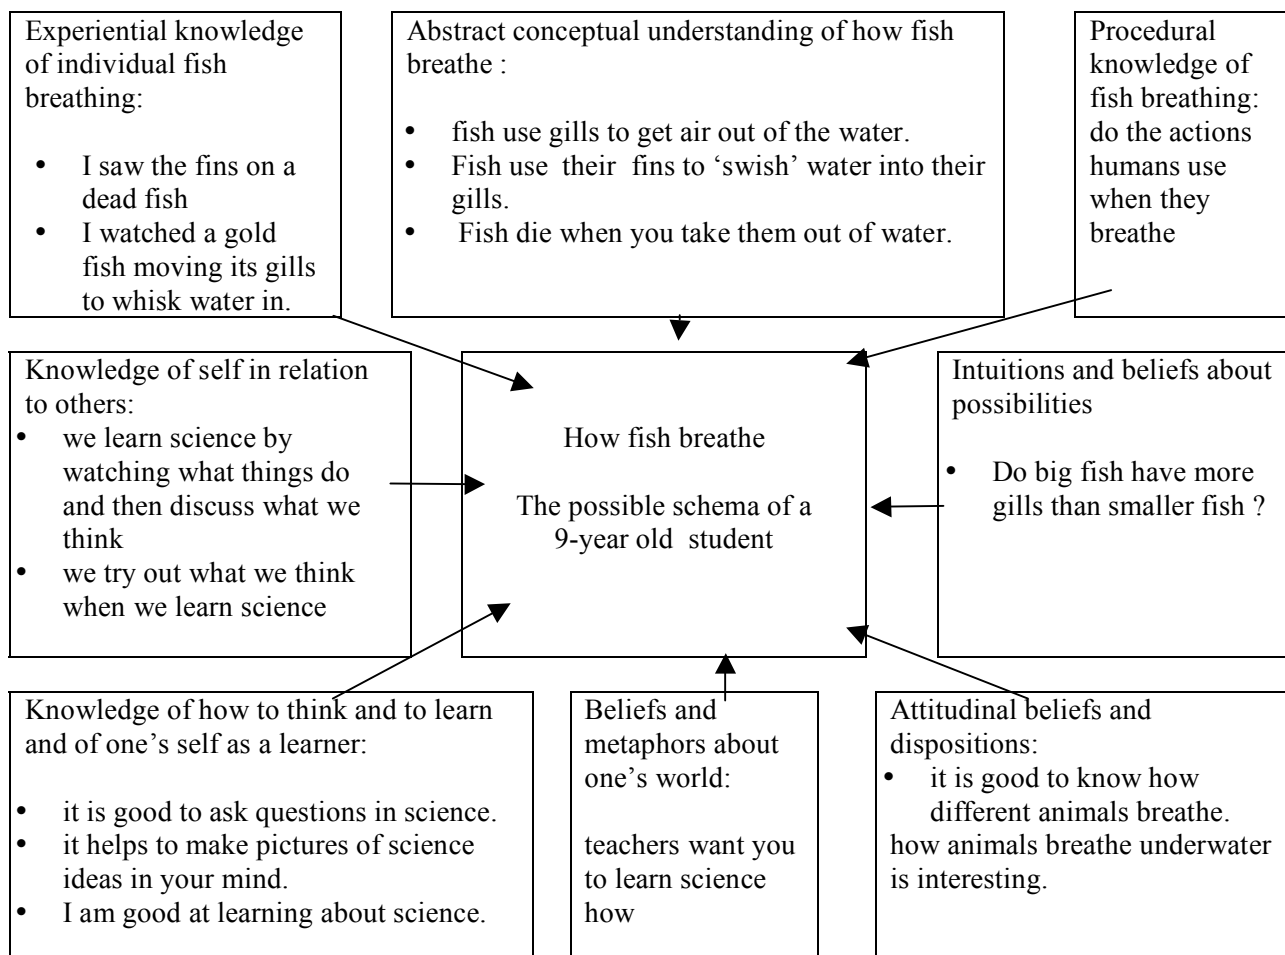 Experiential knowledge
of individual fish
breathing:
• I saw the fins on a
dead fish
• I watched a gold
fish moving its gills
to whisk water in.
Abstract conceptual understanding of how fish
breathe :
• fish use gills to get air out of the water.
• Fish use their fins to ‘swish’ water into their
gills.
• Fish die when you take them out of water.
Procedural
knowledge of
fish breathing:
do the actions
humans use
when they
breathe
Knowledge of self in relation
to others:
• we learn science by
watching what things do
and then discuss what we
think
• we try out what we think
when we learn science
How fish breathe
The possible schema of a
9-year old student
Intuitions and beliefs about
possibilities
• Do big fish have more
gills than smaller fish ?
Knowledge of how to think and to learn
and of one’s self as a learner:
• it is good to ask questions in science.
• it helps to make pictures of science
ideas in your mind.
• I am good at learning about science.
Beliefs and
metaphors about
one’s world:
teachers want you
to learn science
how
Attitudinal beliefs and
dispositions:
• it is good to know how
different animals breathe.
how animals breathe underwater
is interesting.